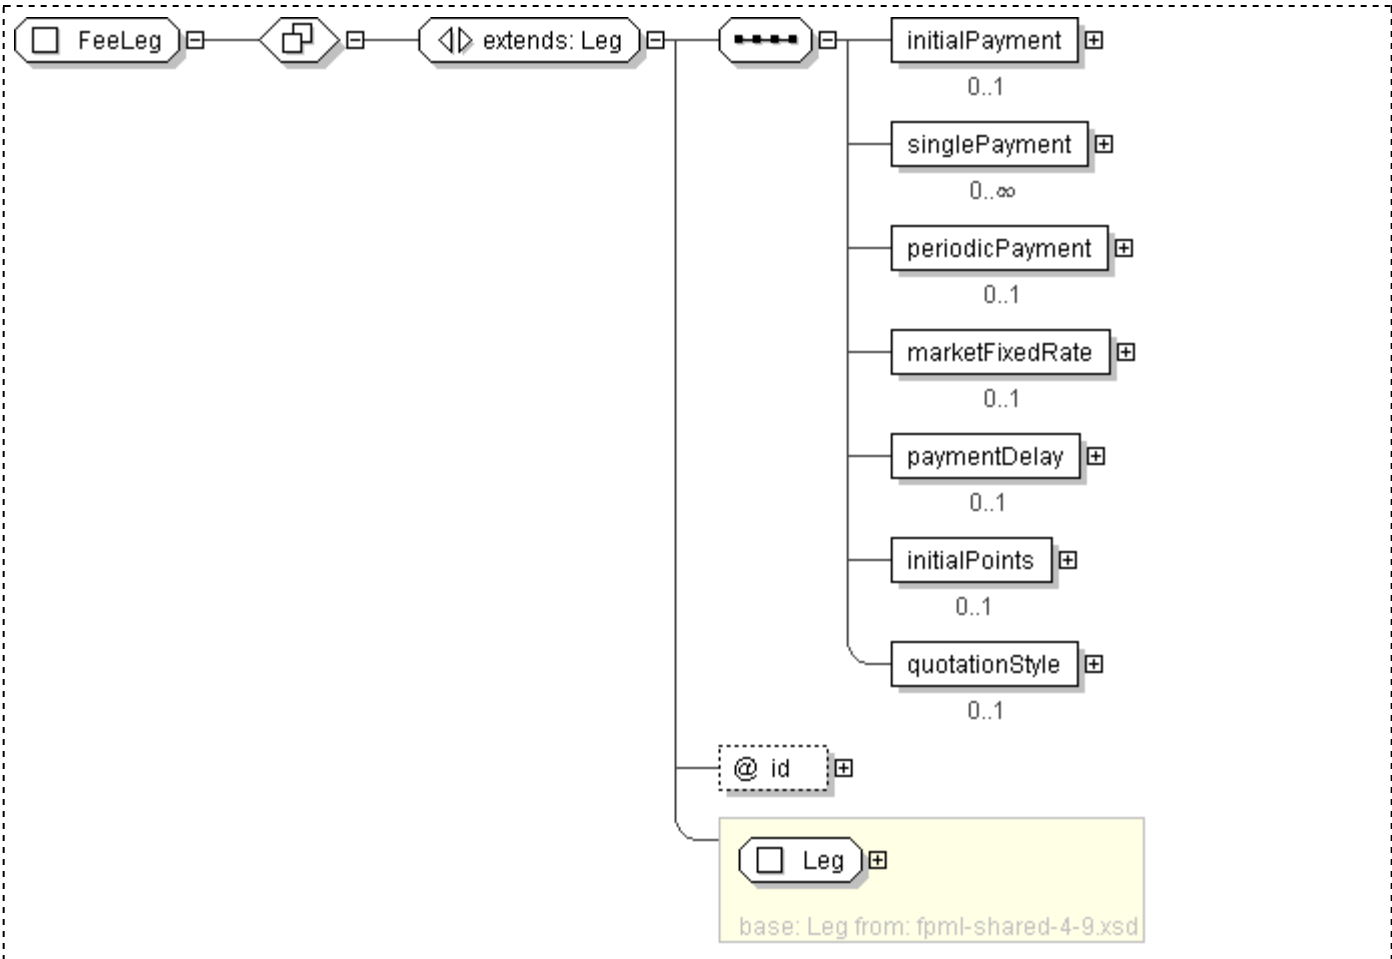 FeeLeg
extends: Leg
initialPayment
0..1
singlePayment
0..∞
periodicPayment
0..1
marketFixedRate
0..1
paymentDelay
0..1
initialPoints
0..1
quotationStyle
0..1
@ id
Leg
base: Leg from: fpml-shared-4-9.xsd